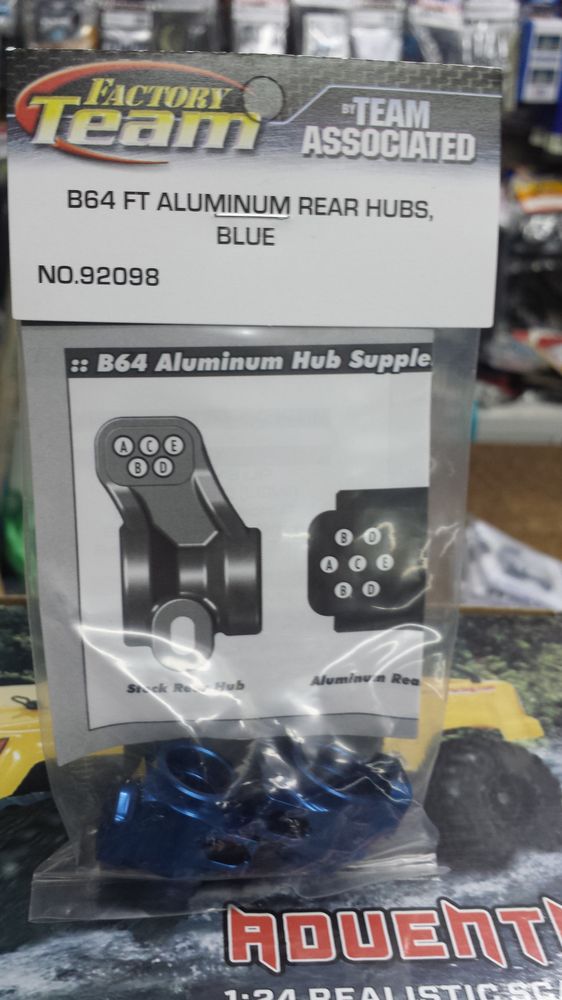 FACTORY
Team
BY TEAM
ASSOCIATED
B64 FT ALUMINUM REAR HUBS,
BLUE
NO.92098
:: B64 Aluminum Hub Supple
A C E
B D
B D
A C E
B D
Stock Rear Hub
Aluminum Rea
ADVENT
1:24 REALISTIC SC